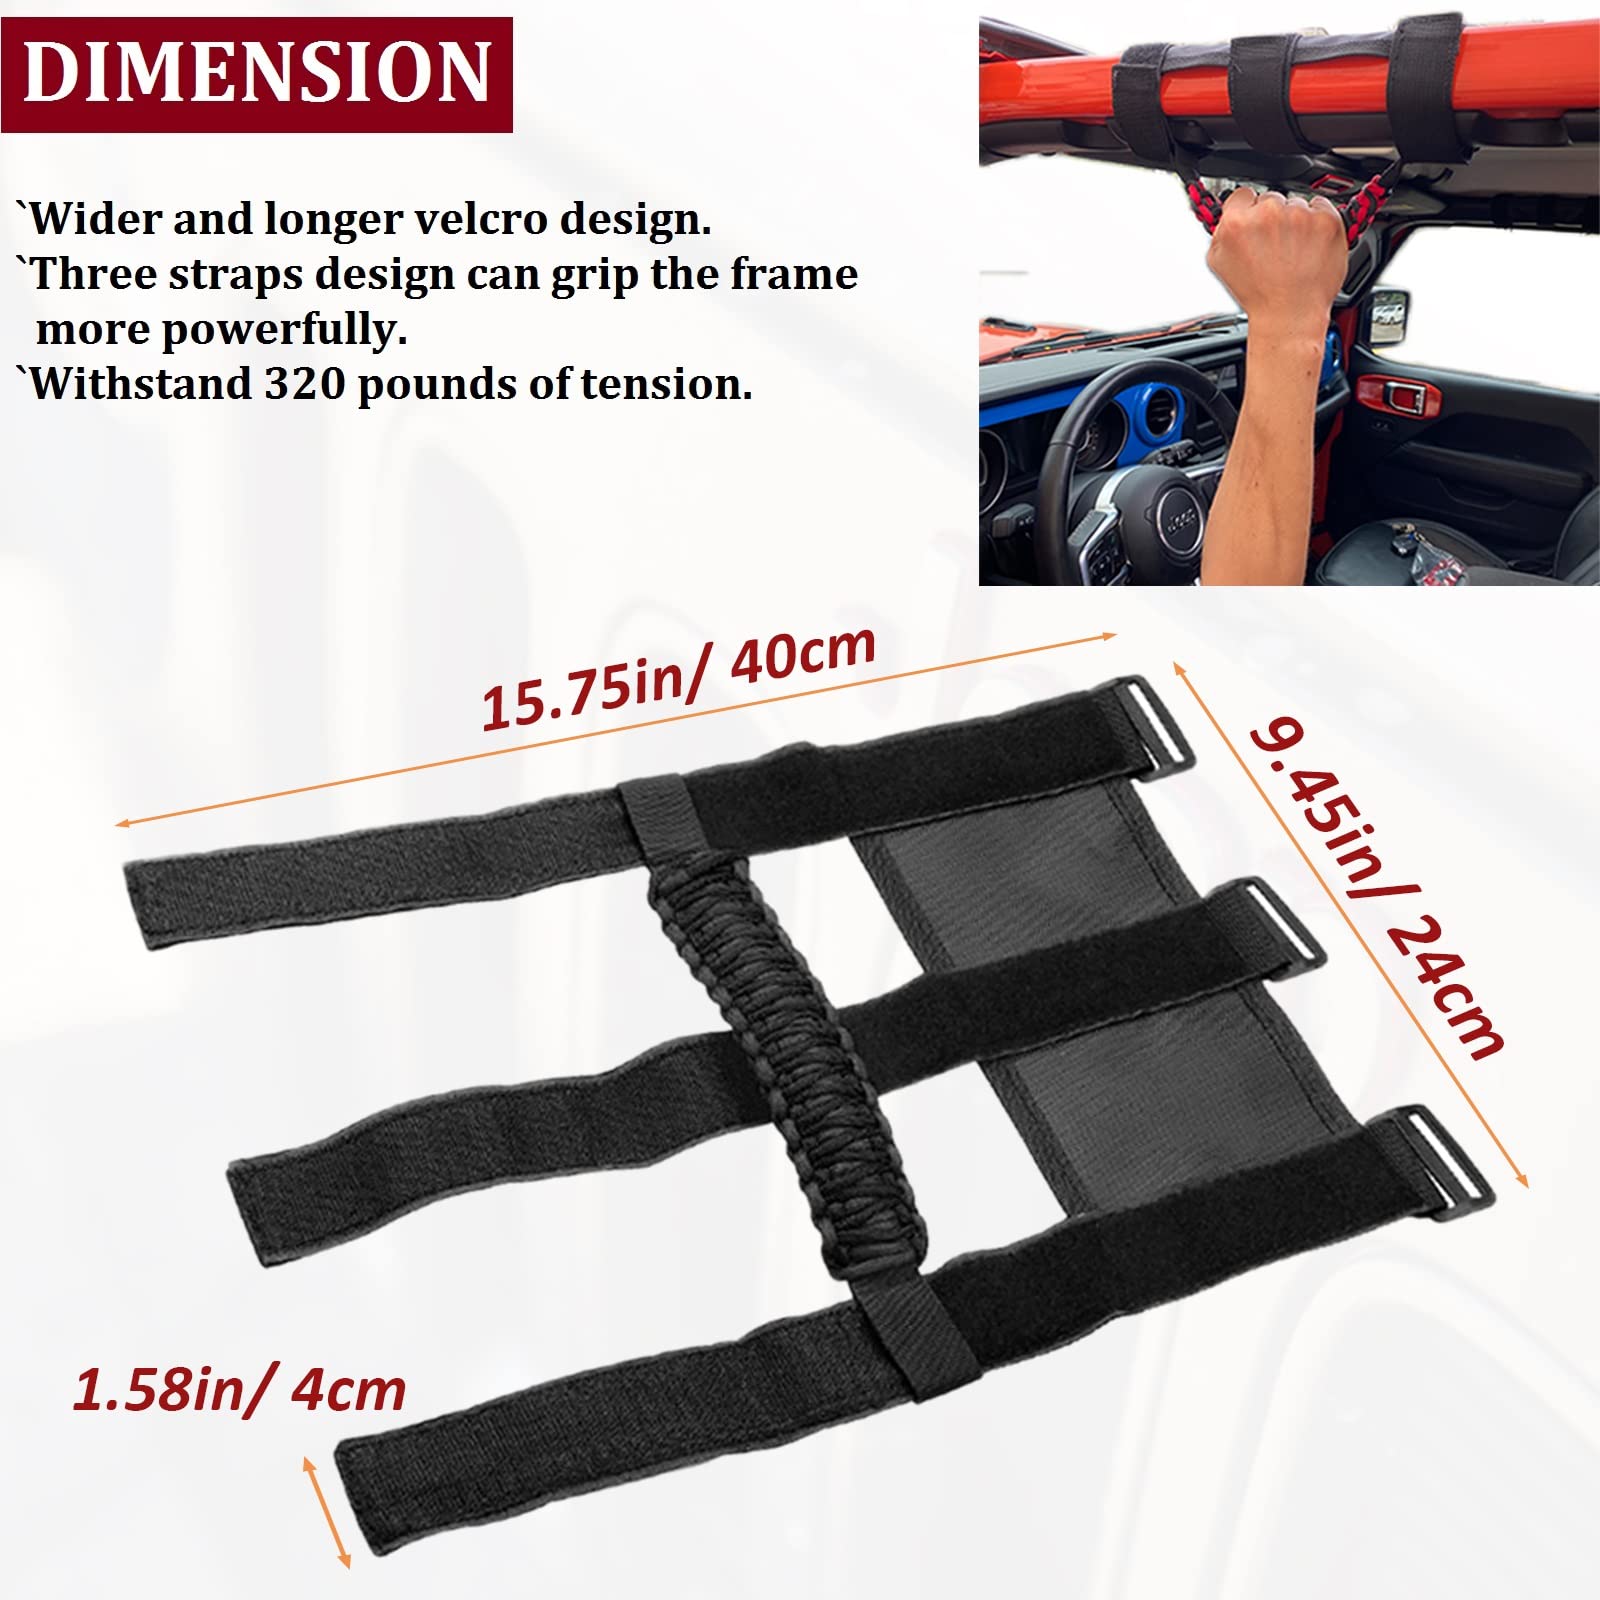 DIMENSION
`Wider and longer velcro design.
`Three straps design can grip the frame
more powerfully.
`Withstand 320 pounds of tension.
Jeep
15.75in/ 40cm
9.45in/ 24cm
1.58in/ 4cm